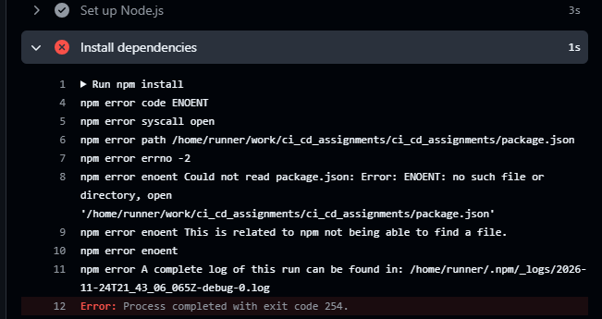 Set up Node.js 3s
Install dependencies 1s
1 Run npm install
4 npm error code ENOENT
5 npm error syscall open
6 npm error path /home/runner/work/ci_cd_assignments/ci_cd_assignments/package.json
7 npm error errno -2
8 npm error enoent Could not read package.json: Error: ENOENT: no such file or
directory, open
'/home/runner/work/ci_cd_assignments/ci_cd_assignments/package.json'
9 npm error enoent This is related to npm not being able to find a file.
10 npm error enoent
11 npm error A complete log of this run can be found in: /home/runner/.npm/_logs/2026-
11-24T21_43_06_065Z-debug-0.log
12 Error: Process completed with exit code 254.